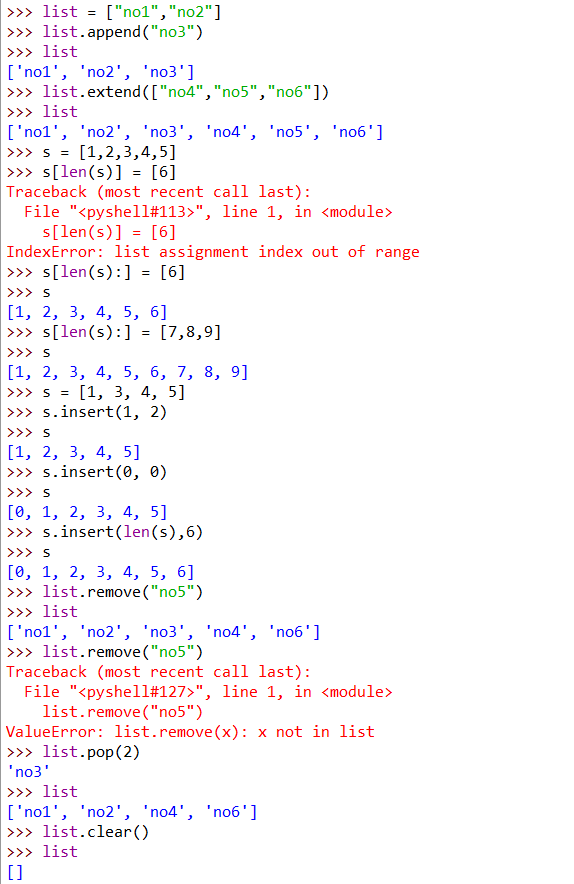 >>> list = ["no1","no2"]
>>> list.append("no3")
>>> list
['no1', 'no2', 'no3']
>>> list.extend(["no4","no5","no6"])
>>> list
['no1', 'no2', 'no3', 'no4', 'no5', 'no6']
>>> s = [1,2,3,4,5]
>>> s[len(s)] = [6]
Traceback (most recent call last):
  File "<pyshell#113>", line 1, in <module>
    s[len(s)] = [6]
IndexError: list assignment index out of range
>>> s[len(s):] = [6]
>>> s
[1, 2, 3, 4, 5, 6]
>>> s[len(s):] = [7,8,9]
>>> s
[1, 2, 3, 4, 5, 6, 7, 8, 9]
>>> s = [1, 3, 4, 5]
>>> s.insert(1, 2)
>>> s
[1, 2, 3, 4, 5]
>>> s.insert(0, 0)
>>> s
[0, 1, 2, 3, 4, 5]
>>> s.insert(len(s),6)
>>> s
[0, 1, 2, 3, 4, 5, 6]
>>> list.remove("no5")
>>> list
['no1', 'no2', 'no3', 'no4', 'no6']
>>> list.remove("no5")
Traceback (most recent call last):
  File "<pyshell#127>", line 1, in <module>
    list.remove("no5")
ValueError: list.remove(x): x not in list
>>> list.pop(2)
'no3'
>>> list
['no1', 'no2', 'no4', 'no6']
>>> list.clear()
>>> list
[]